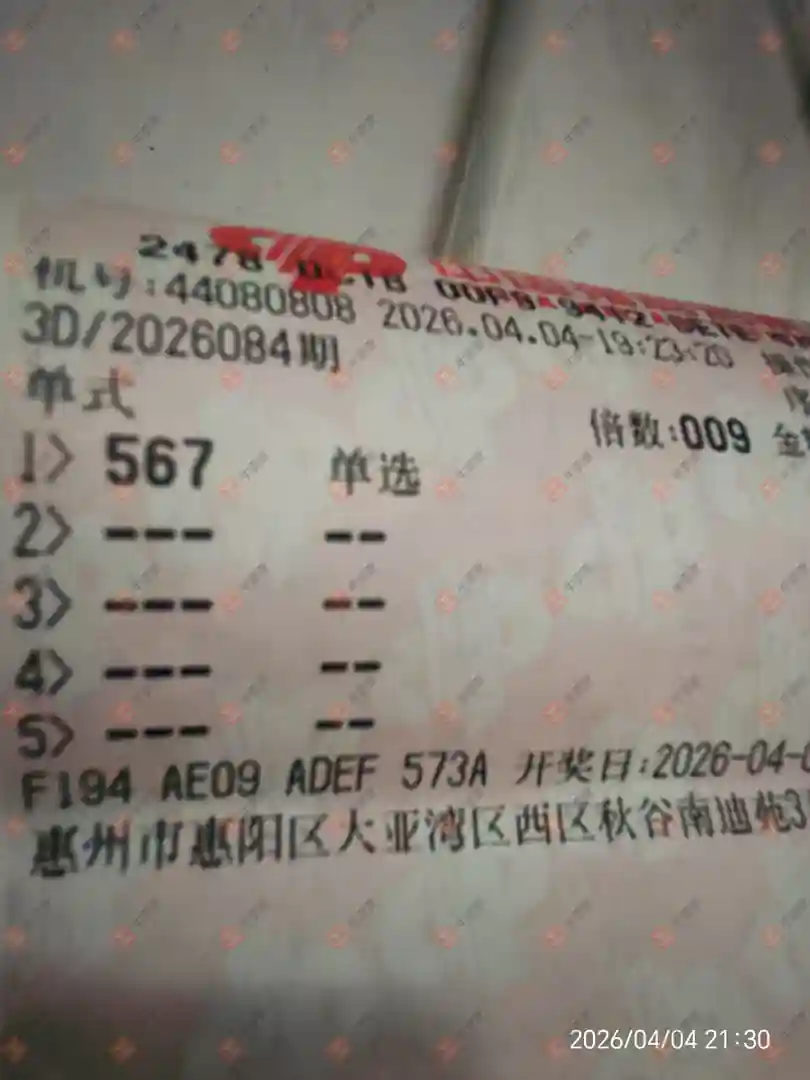 2478
机号:44080808 2026.04.04-19:23:20
3D/2026084期
单式
倍数:009
1> 567 单选
2> --- --
3> --- --
4> --- --
5> --- --
F194 AE09 ADEF 573A 开奖日:2026-04-0
惠州市惠阳区大亚湾区西区秋谷南迪苑3
2026/04/04 21:30